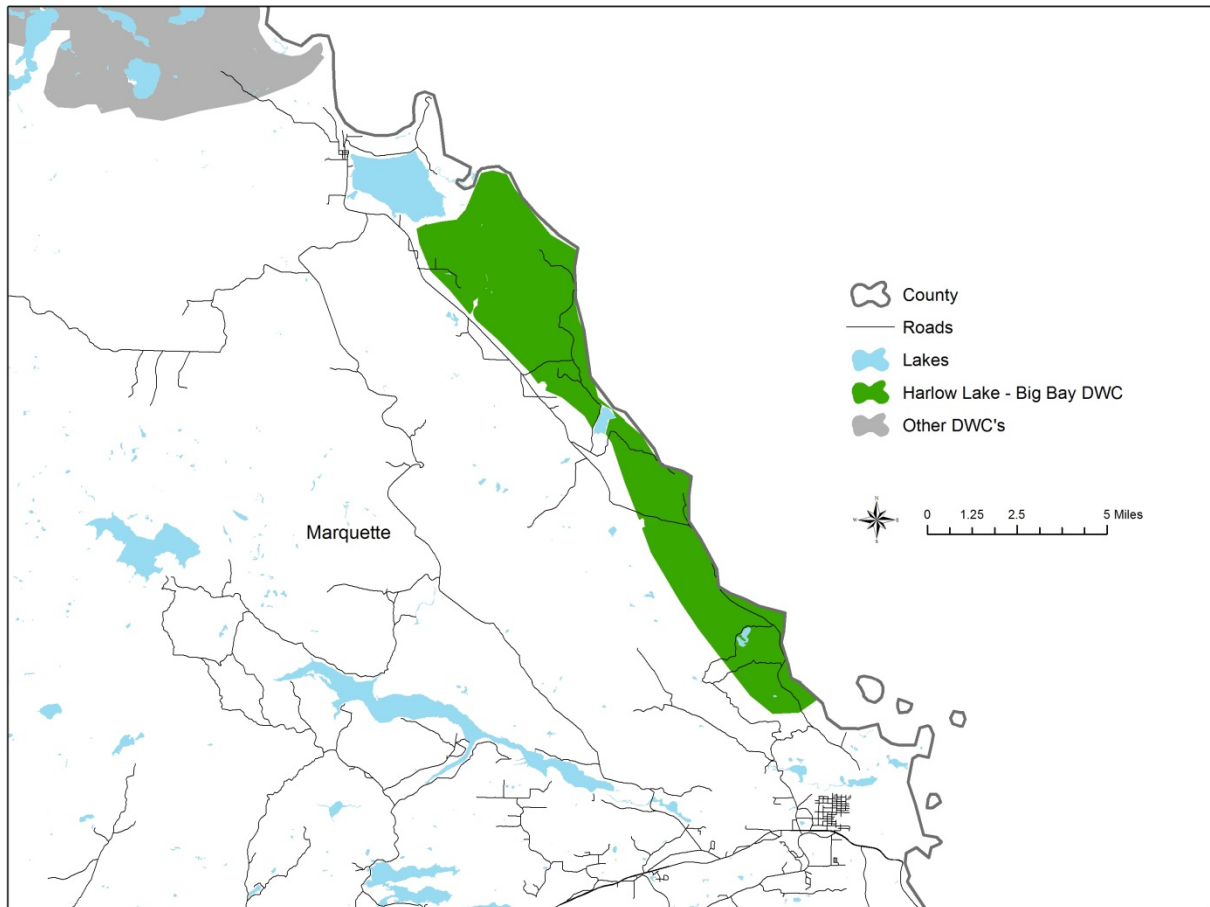 County
Roads
Lakes
Harlow Lake - Big Bay DWC
Other DWC's
N
W E
S
0 1.25 2.5 5 Miles
Marquette